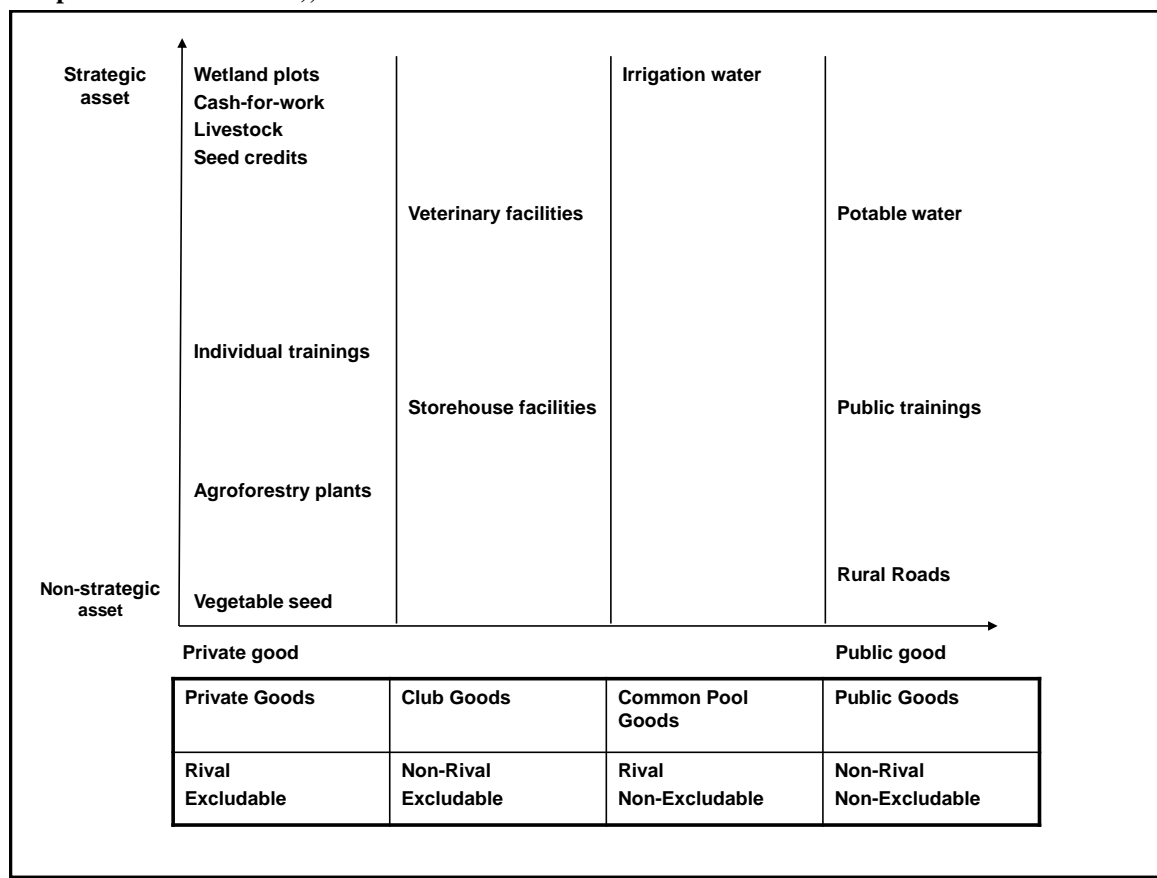 Strategic
asset
Wetland plots
Cash-for-work
Livestock
Seed credits
Irrigation water
Veterinary facilities
Potable water
Individual trainings
Storehouse facilities
Public trainings
Agroforestry plants
Rural Roads
Non-strategic
asset
Vegetable seed
Private good
Public good
Private Goods
Club Goods
Common Pool
Goods
Public Goods
Rival
Excludable
Non-Rival
Excludable
Rival
Non-Excludable
Non-Rival
Non-Excludable